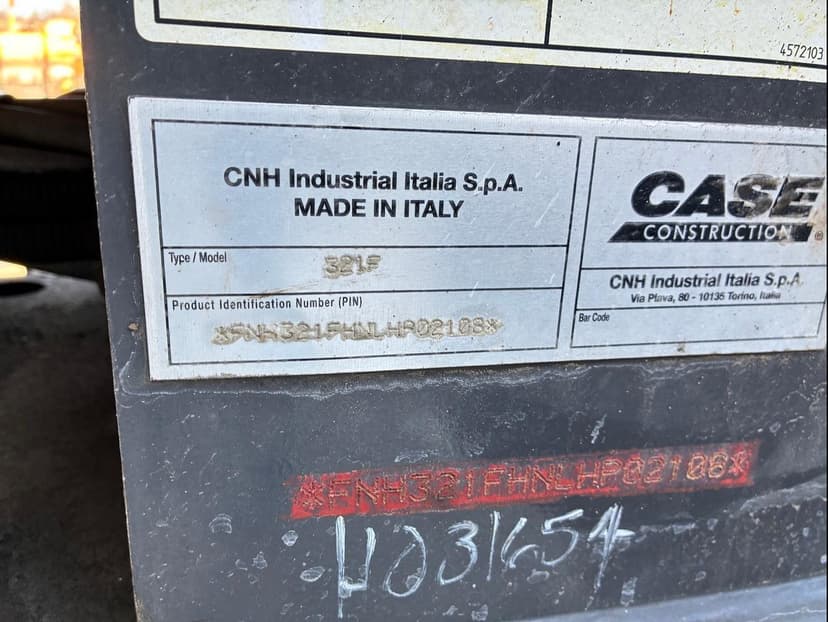 4572103
CNH Industrial Italia S.p.A.
MADE IN ITALY
Type / Model
321F
Product Identification Number (PIN)
*FNH321FHNLHP02108*
CASE
CONSTRUCTION ®
CNH Industrial Italia S.p.A
Via Plava, 80 - 10135 Torino, Italia
Bar Code
*FNH321FHNLHP02108*
H231654